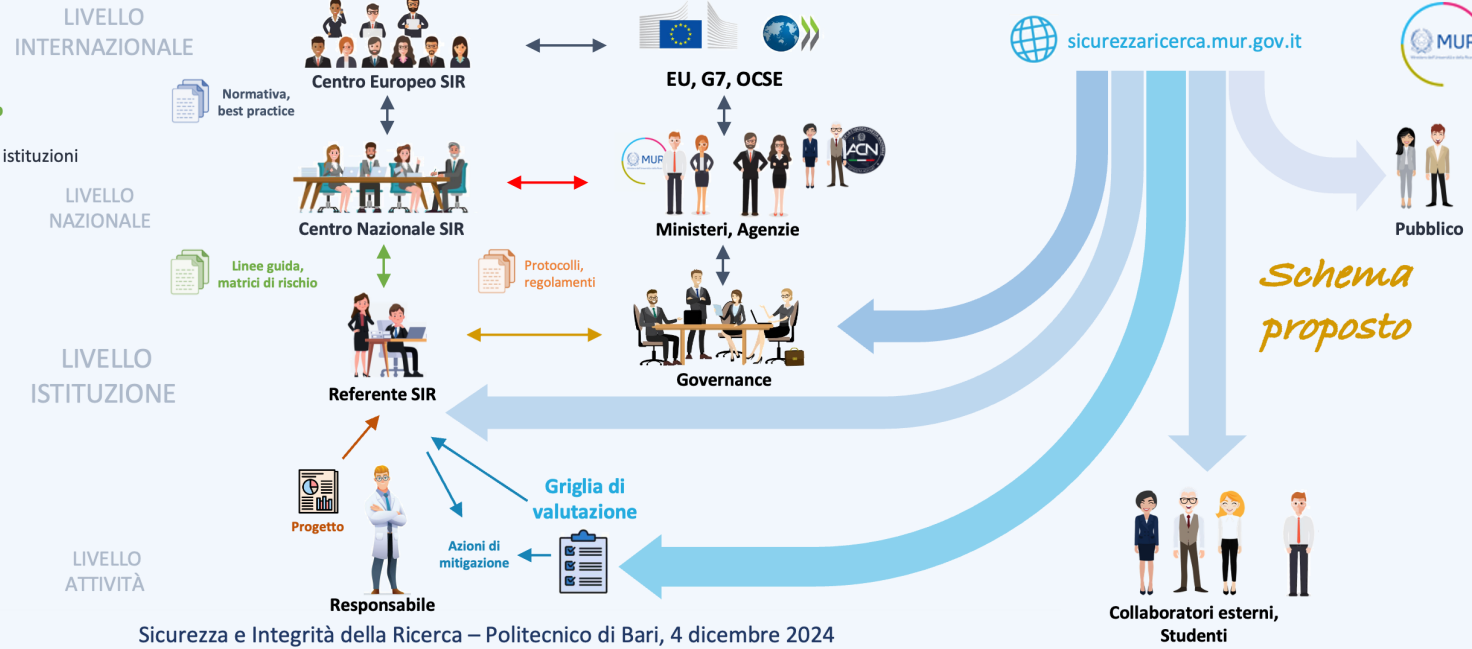 LIVELLO
INTERNAZIONALE
Centro Europeo SIR
EU, G7, OCSE
sicurezzaricerca.mur.gov.it
MUR
Normativa,
best practice
istituzioni
LIVELLO
NAZIONALE
MUR
ACN
Centro Nazionale SIR
Ministeri, Agenzie
Pubblico
Linee guida,
matrici di rischio
Protocolli,
regolamenti
Schema
proposto
LIVELLO
ISTITUZIONE
Referente SIR
Governance
Progetto
Griglia di
valutazione
Azioni di
mitigazione
LIVELLO
ATTIVITÀ
Responsabile
Collaboratori esterni,
Studenti
Sicurezza e Integrità della Ricerca – Politecnico di Bari, 4 dicembre 2024